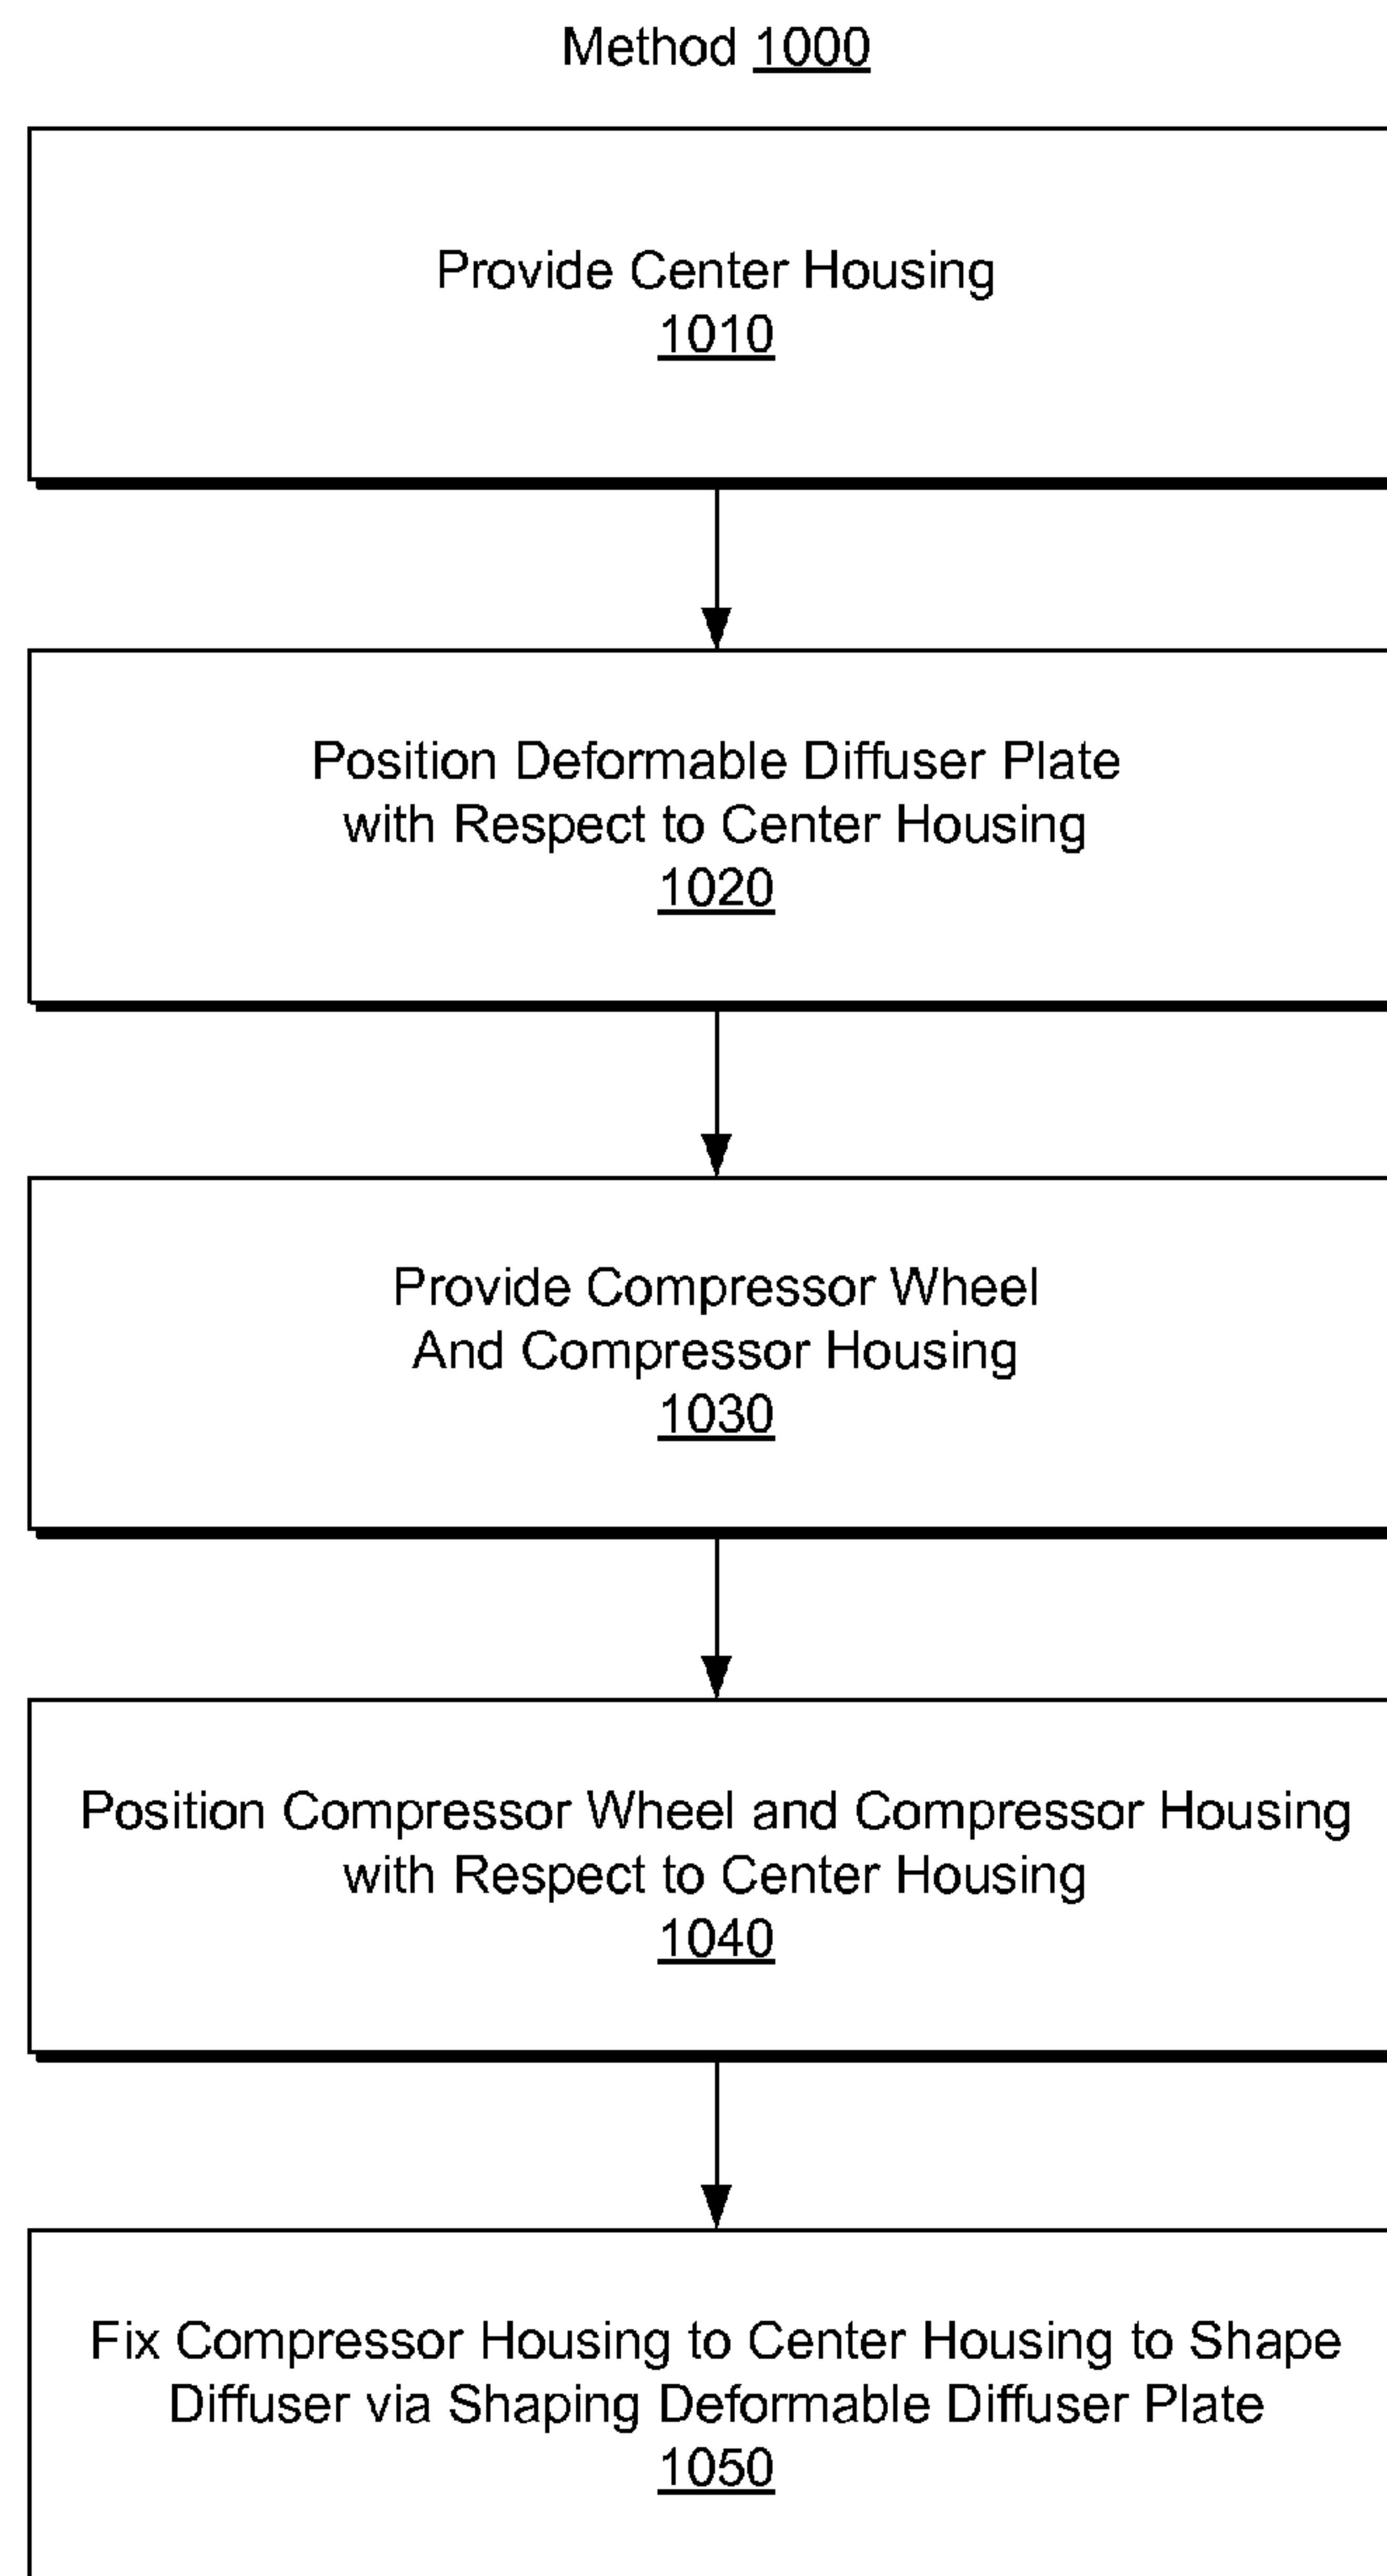 Method 1000
Provide Center Housing
1010
Position Deformable Diffuser Plate
with Respect to Center Housing
1020
Provide Compressor Wheel
And Compressor Housing
1030
Position Compressor Wheel and Compressor Housing
with Respect to Center Housing
1040
Fix Compressor Housing to Center Housing to Shape
Diffuser via Shaping Deformable Diffuser Plate
1050